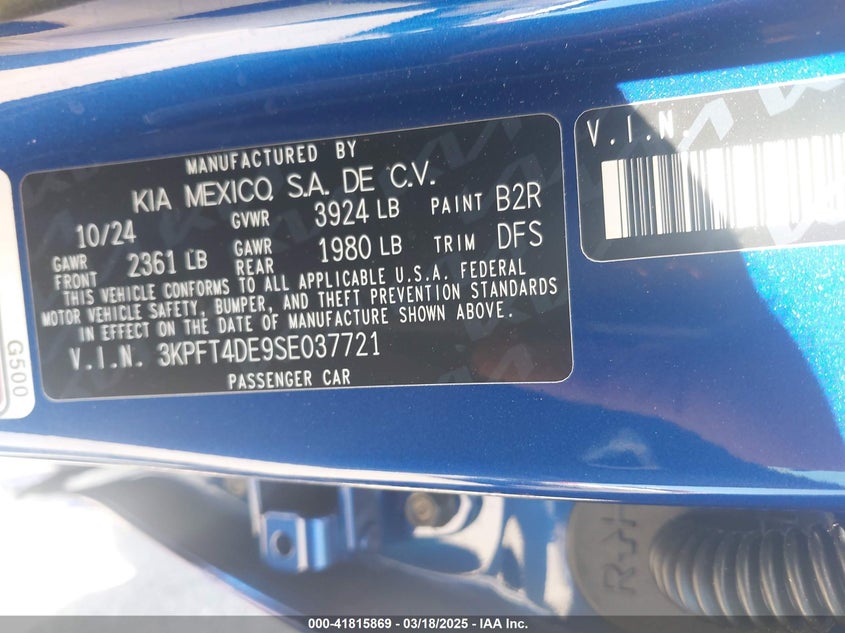 MANUFACTURED BY
KIA MEXICO, S.A. DE C.V.
10/24 GVWR 3924 LB PAINT B2R
GAWR FRONT 2361 LB GAWR REAR 1980 LB TRIM DFS
THIS VEHICLE CONFORMS TO ALL APPLICABLE U.S.A. FEDERAL
MOTOR VEHICLE SAFETY, BUMPER, AND THEFT PREVENTION STANDARDS
IN EFFECT ON THE DATE OF MANUFACTURE SHOWN ABOVE.
V.I.N. 3KPFT4DE9SE037721
PASSENGER CAR
V.I.N.
G500
000-41815869 - 03/18/2025 - IAA Inc.